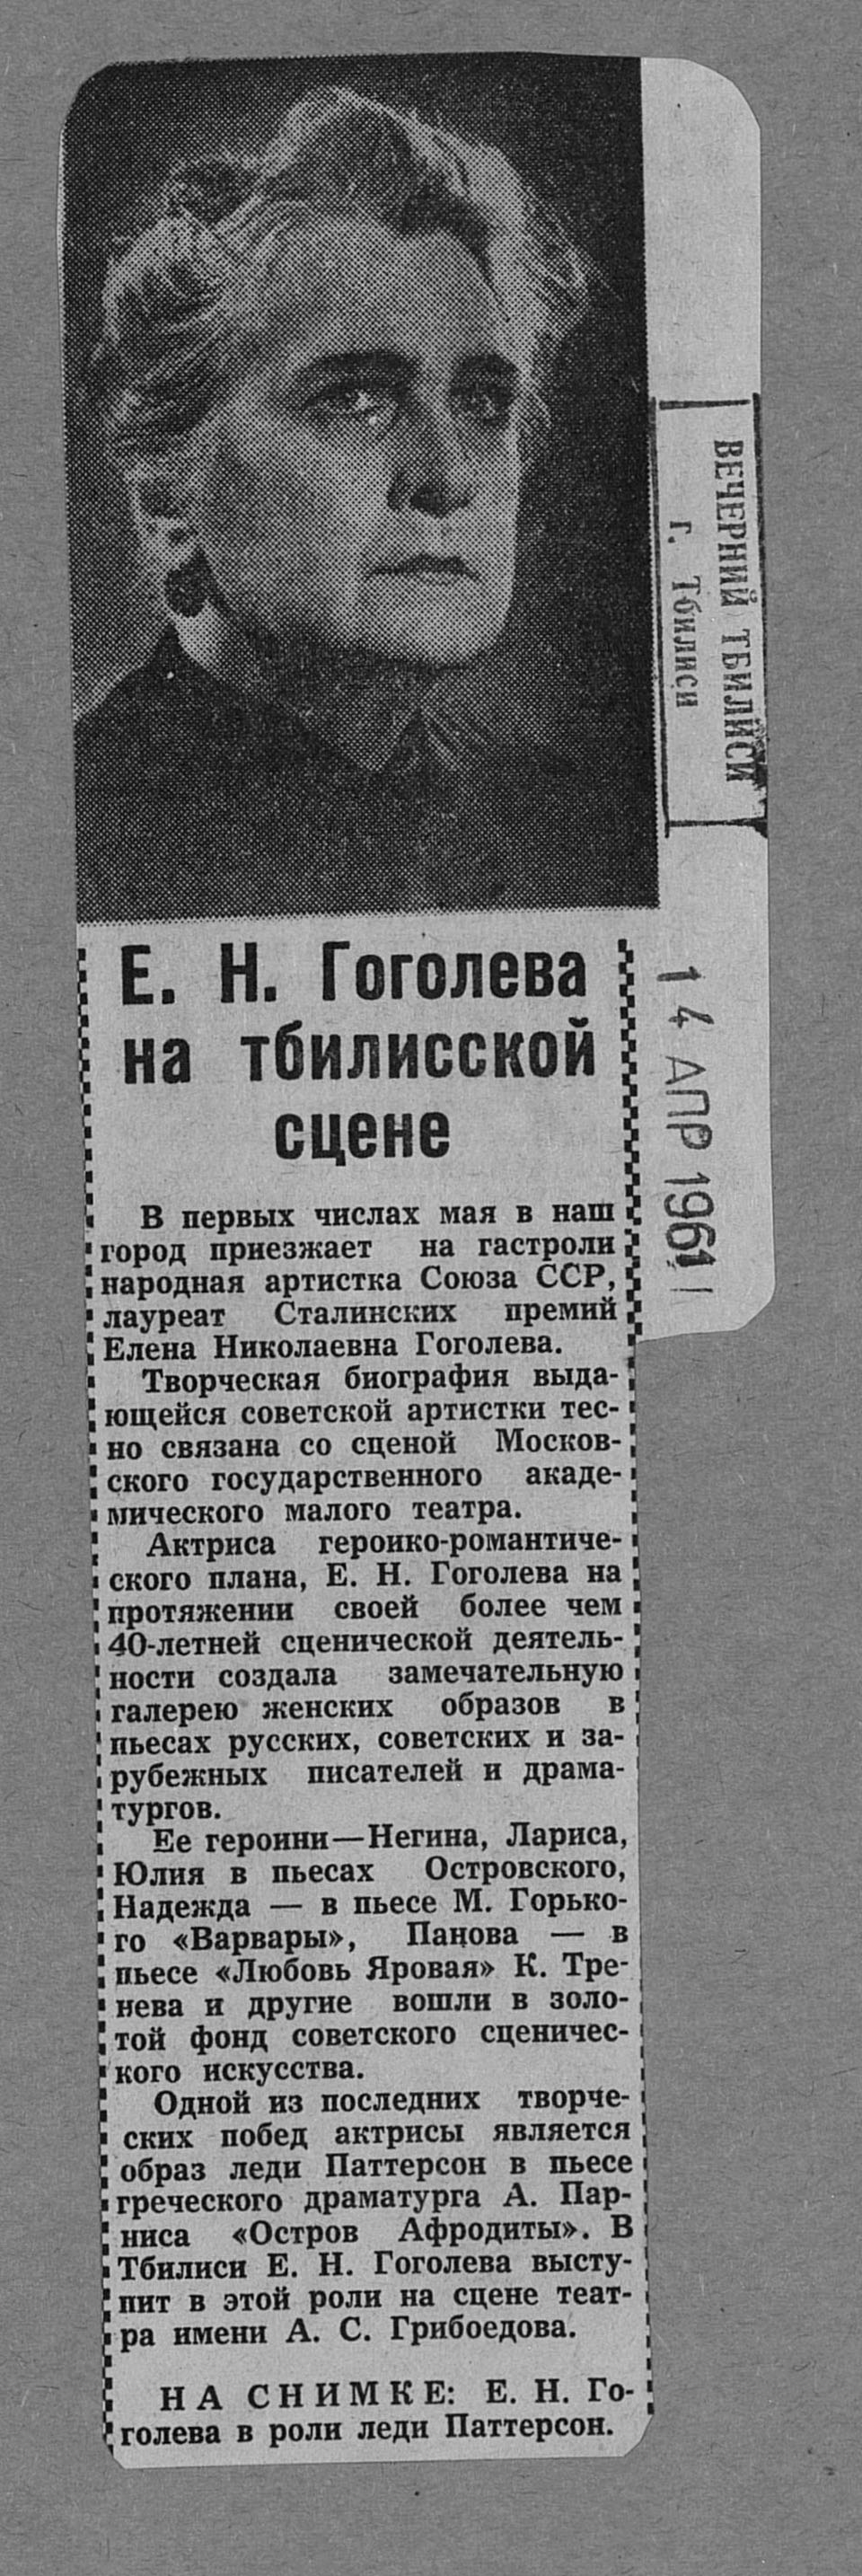 ВЕЧЕРНИЙ ТБИЛИСИ
г. Тбилиси
14 АПР 1961
Е. Н. Гоголева
на тбилисской
сцене
В первых числах мая в наш
город приезжает на гастроли
народная артистка Союза ССР,
лауреат Сталинских премий
Елена Николаевна Гоголева.
Творческая биография выда-
ющейся советской артистки тес-
но связана со сценой Москов-
ского государственного акаде-
мического малого театра.
Актриса героико-романтиче-
ского плана, Е. Н. Гоголева на
протяжении своей более чем
40-летней сценической деятель-
ности создала замечательную
галерею женских образов в
пьесах русских, советских и за-
рубежных писателей и драма-
тургов.
Ее героини—Негина, Лариса,
Юлия в пьесах Островского,
Надежда — в пьесе М. Горько-
го «Варвары», Панова — в
пьесе «Любовь Яровая» К. Тре-
нева и другие вошли в золо-
той фонд советского сценичес-
кого искусства.
Одной из последних творче-
ских побед актрисы является
образ леди Паттерсон в пьесе
греческого драматурга А. Пар-
ниса «Остров Афродиты». В
Тбилиси Е. Н. Гоголева высту-
пит в этой роли на сцене теат-
ра имени А. С. Грибоедова.
НА СНИМКЕ: Е. Н. Го-
голева в роли леди Паттерсон.